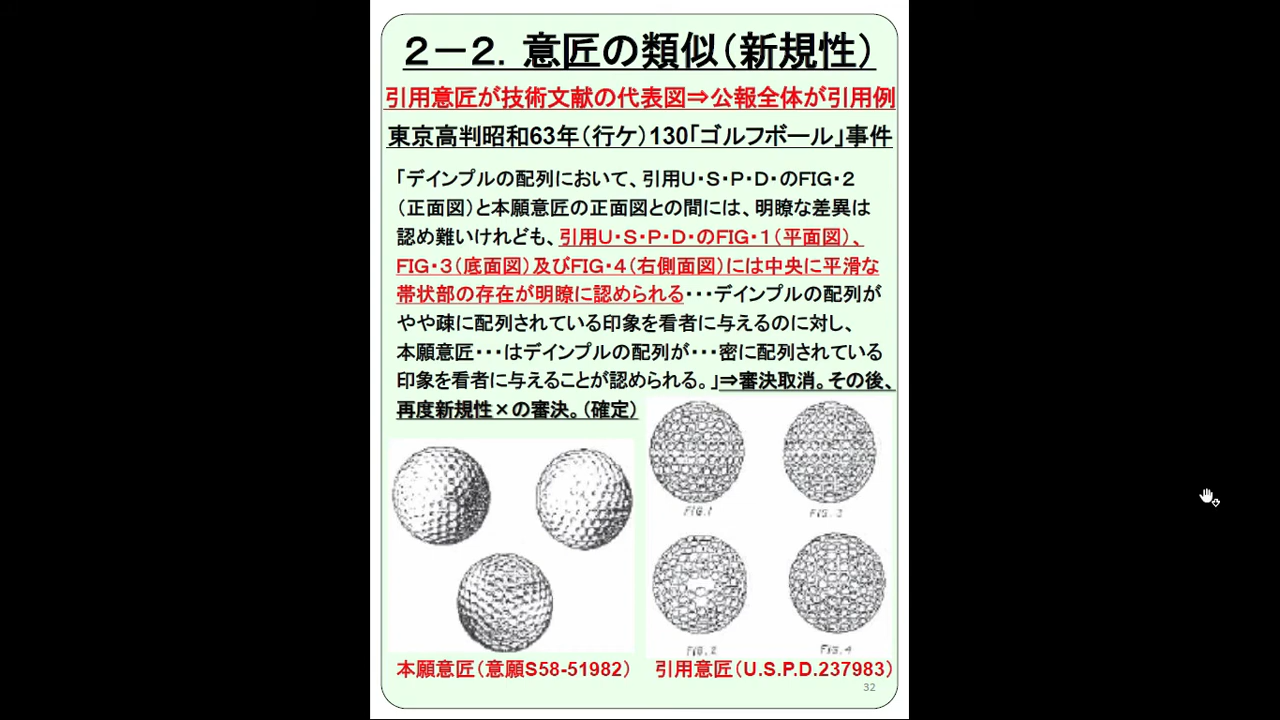 ２－２．意匠の類似（新規性）
引用意匠が技術文献の代表図⇒公報全体が引用例
東京高判昭和63年（行ケ）130「ゴルフボール」事件
「デインプルの配列において、引用Ｕ・Ｓ・Ｐ・Ｄ・のＦＩＧ・２
（正面図）と本願意匠の正面図との間には、明瞭な差異は
認め難いけれども、引用Ｕ・Ｓ・Ｐ・Ｄ・のＦＩＧ・１（平面図）、
ＦＩＧ・３（底面図）及びＦＩＧ・４（右側面図）には中央に平滑な
帯状部の存在が明瞭に認められる・・・デインプルの配列が
やや疎に配列されている印象を看者に与えるのに対し、
本願意匠・・・はデインプルの配列が・・・密に配列されている
印象を看者に与えることが認められる。」⇒審決取消。その後、
再度新規性×の審決。（確定）
FIG.1
FIG.3
FIG.2
FIG.4
本願意匠（意願S58-51982）
引用意匠（U.S.P.D.237983）
32